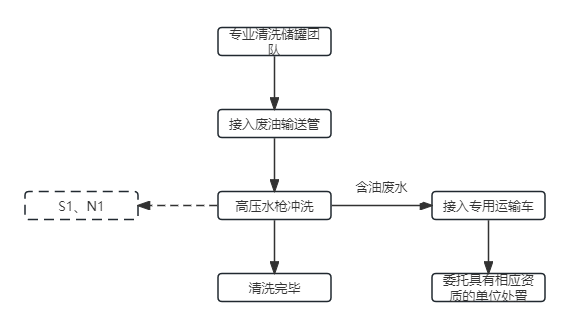 专业清洗储罐团
队
接入废油输送管
含油废水
S1、N1
高压水枪冲洗
接入专用运输车
清洗完毕
委托具有相应资
质的单位处置